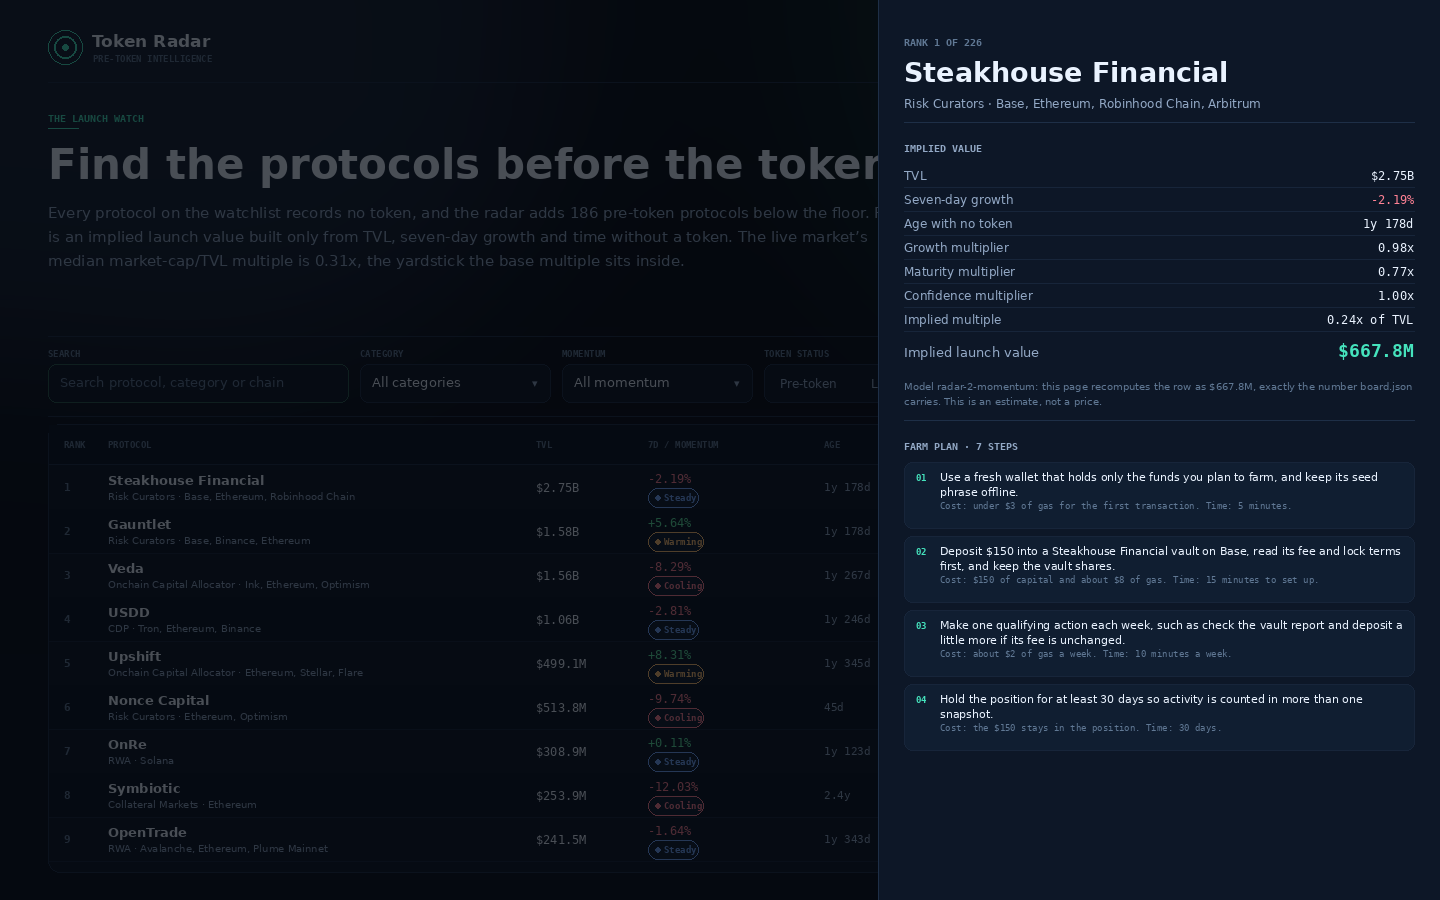 Token Radar
PRE-TOKEN INTELLIGENCE
THE LAUNCH WATCH
Find the protocols before the token
Every protocol on the watchlist records no token, and the radar adds 186 pre-token protocols below the floor.
is an implied launch value built only from TVL, seven-day growth and time without a token. The live market's
median market-cap/TVL multiple is 0.31x, the yardstick the base multiple sits inside.
SEARCH CATEGORY MOMENTUM TOKEN STATUS
Search protocol, category or chain All categories ▾ All momentum ▾ Pre-token
RANK PROTOCOL TVL 7D / MOMENTUM AGE
1 Steakhouse Financial $2.75B -2.19% 1y 178d
Risk Curators · Base, Ethereum, Robinhood Chain ◆ Steady
2 Gauntlet $1.58B +5.64% 1y 178d
Risk Curators · Base, Binance, Ethereum ◆ Warming
3 Veda $1.56B -8.29% 1y 267d
Onchain Capital Allocator · Ink, Ethereum, Optimism ◆ Cooling
4 USDD $1.06B -2.81% 1y 246d
CDP · Tron, Ethereum, Binance ◆ Steady
5 Upshift $499.1M +8.31% 1y 345d
Onchain Capital Allocator · Ethereum, Stellar, Flare ◆ Warming
6 Nonce Capital $513.8M -9.74% 45d
Risk Curators · Ethereum, Optimism ◆ Cooling
7 OnRe $308.9M +0.11% 1y 123d
RWA · Solana ◆ Steady
8 Symbiotic $253.9M -12.03% 2.4y
Collateral Markets · Ethereum ◆ Cooling
9 OpenTrade $241.5M -1.64% 1y 343d
RWA · Avalanche, Ethereum, Plume Mainnet ◆ Steady
RANK 1 OF 226
Steakhouse Financial
Risk Curators · Base, Ethereum, Robinhood Chain, Arbitrum
IMPLIED VALUE
TVL $2.75B
Seven-day growth -2.19%
Age with no token 1y 178d
Growth multiplier 0.98x
Maturity multiplier 0.77x
Confidence multiplier 1.00x
Implied multiple 0.24x of TVL
Implied launch value $667.8M
Model radar-2-momentum: this page recomputes the row as $667.8M, exactly the number board.json
carries. This is an estimate, not a price.
FARM PLAN · 7 STEPS
01 Use a fresh wallet that holds only the funds you plan to farm, and keep its seed
phrase offline.
Cost: under $3 of gas for the first transaction. Time: 5 minutes.
02 Deposit $150 into a Steakhouse Financial vault on Base, read its fee and lock terms
first, and keep the vault shares.
Cost: $150 of capital and about $8 of gas. Time: 15 minutes to set up.
03 Make one qualifying action each week, such as check the vault report and deposit a
little more if its fee is unchanged.
Cost: about $2 of gas a week. Time: 10 minutes a week.
04 Hold the position for at least 30 days so activity is counted in more than one
snapshot.
Cost: the $150 stays in the position. Time: 30 days.